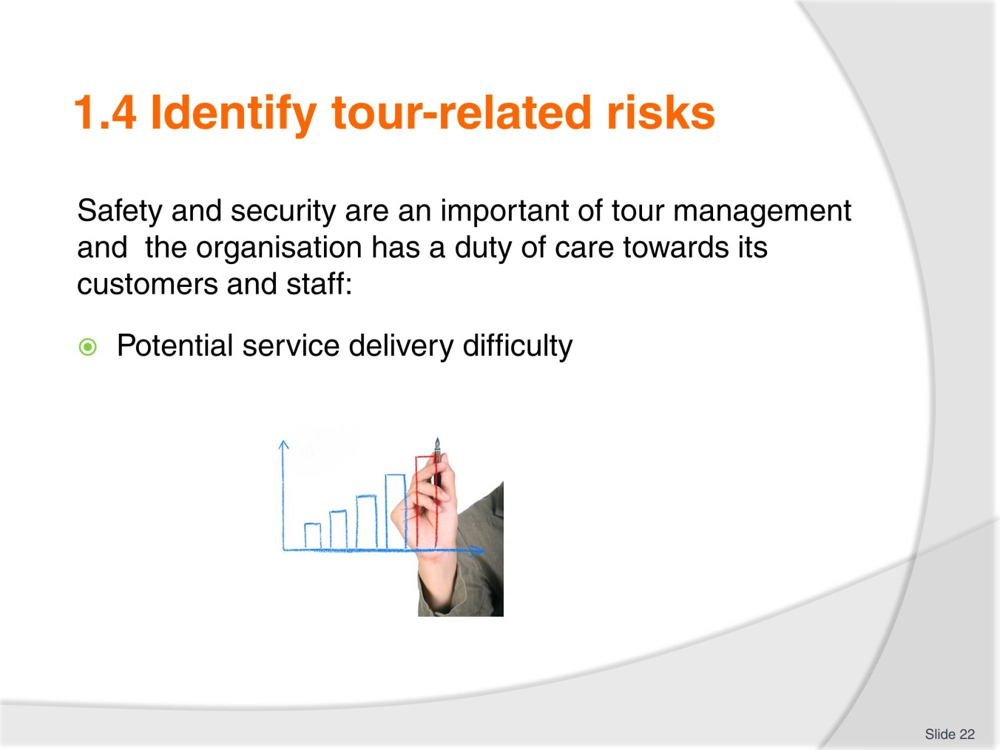 1.4 Identify tour-related risks
Safety and security are an important of tour management
and  the organisation has a duty of care towards its
customers and staff:
Potential service delivery difficulty
Slide 22